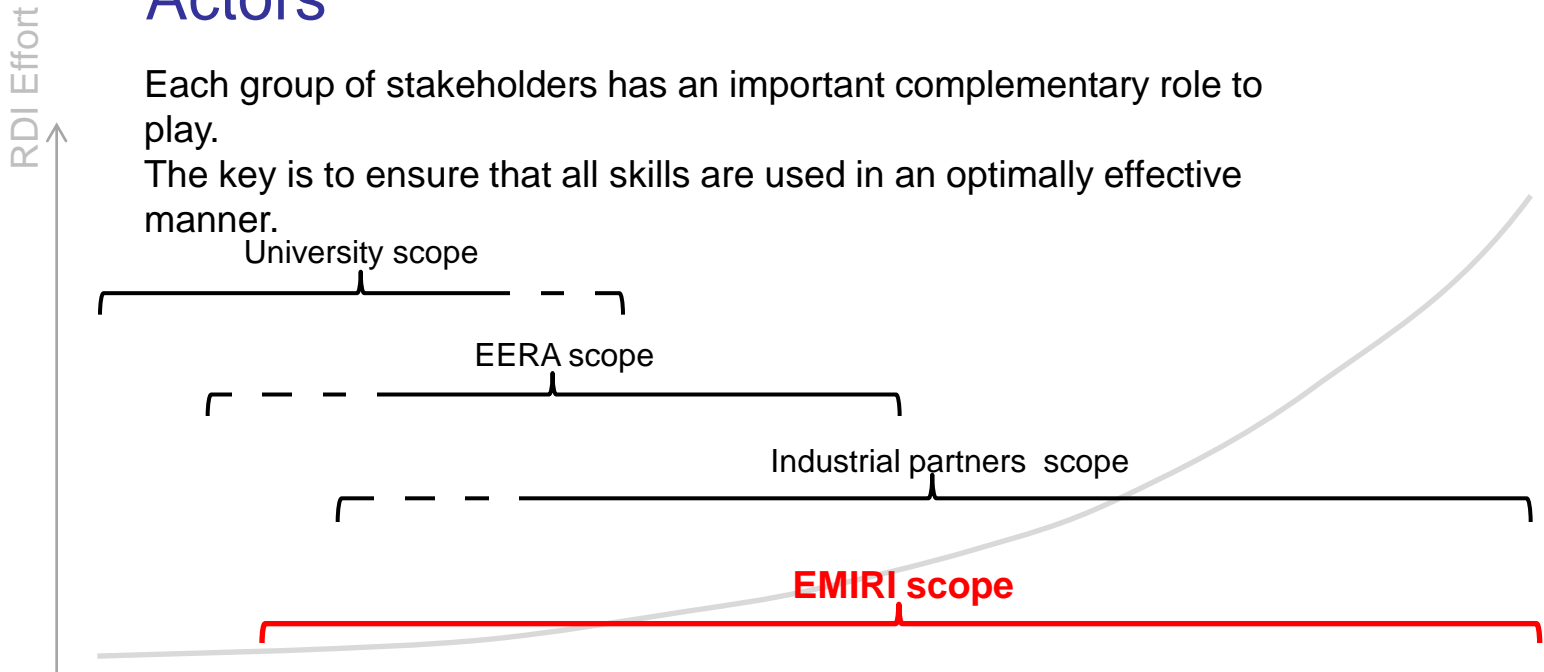 Actors
RDI Effort
Each group of stakeholders has an important complementary role to
play.
The key is to ensure that all skills are used in an optimally effective
manner.
University scope
EERA scope
Industrial partners scope
EMIRI scope